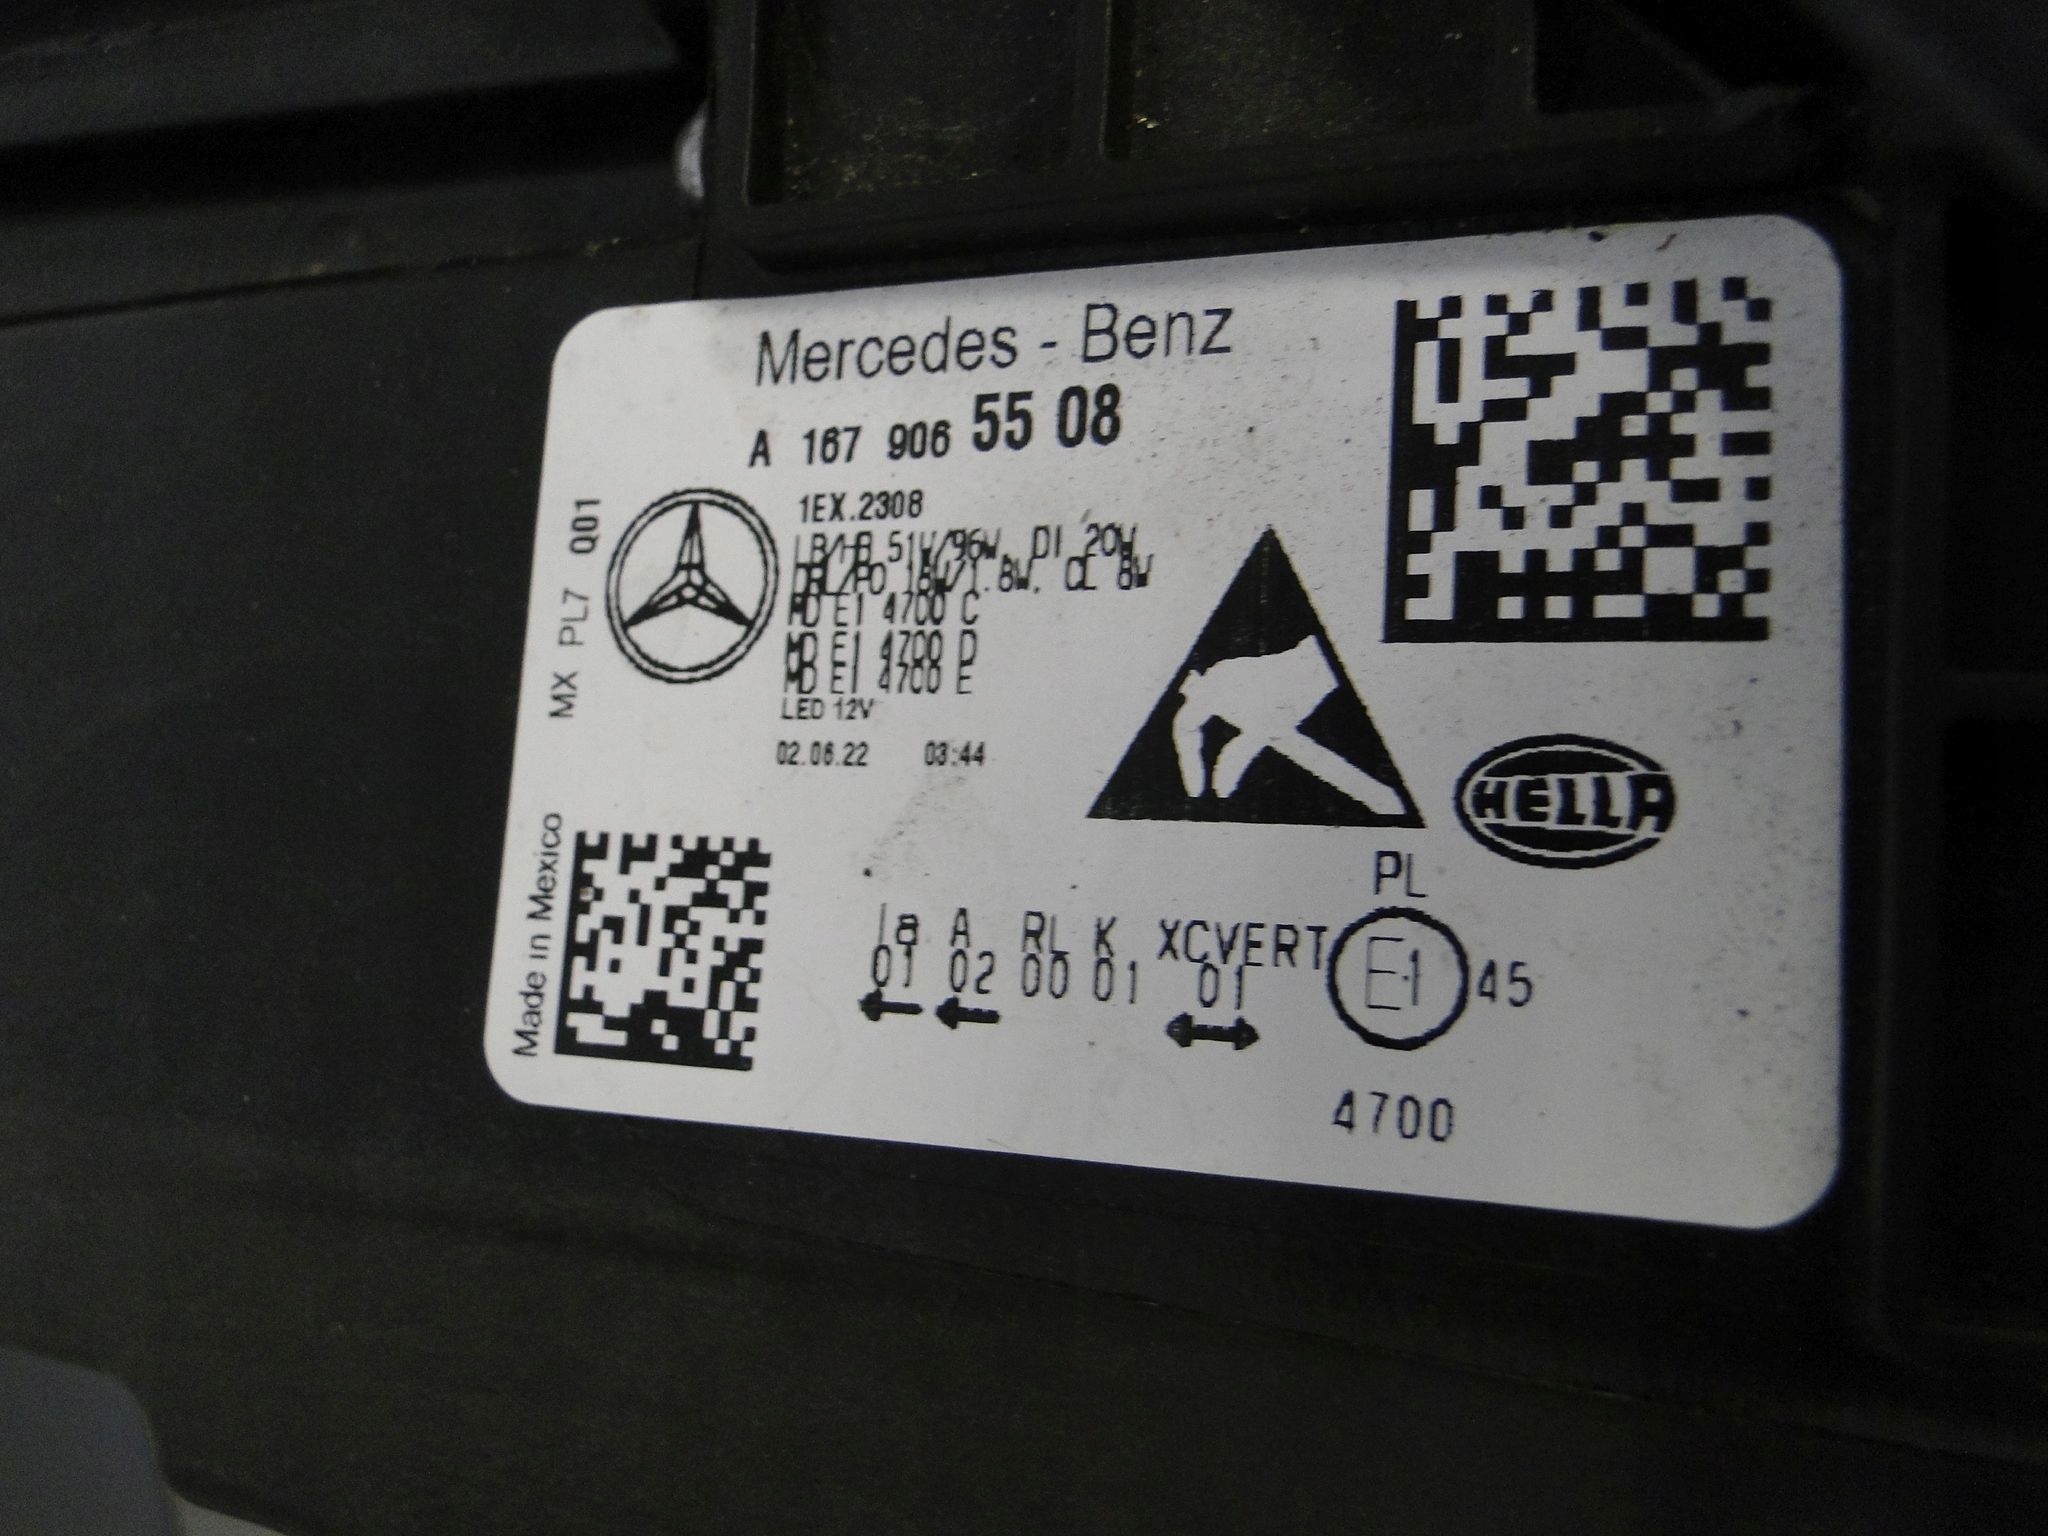 Mercedes - Benz
A 167 906 55 08
1EX.2308
LB/HB 51W/96W, DI 20W
DRL/PO 16W/1.8W, CL 8W
MD E1 4700 C
MD E1 4700 D
MD E1 4700 E
LED 12V
02.06.22 03:44
MX PL7 Q01
Made in Mexico
HELLA
PL
1a A RL K XCVERT
01 02 00 01 01
E1 45
4700